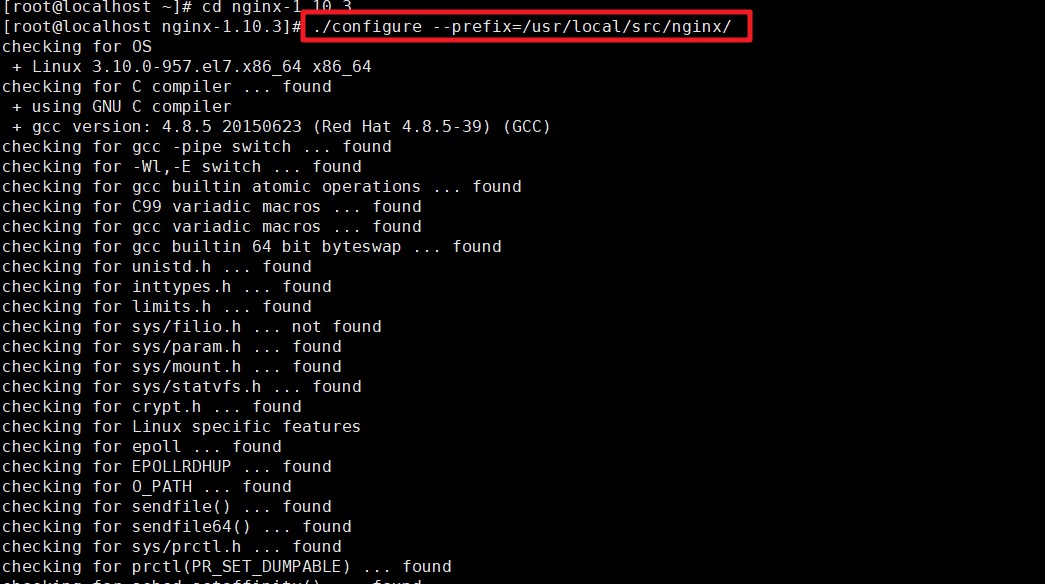 [root@localhost ~]# cd nginx-1.10.3
[root@localhost nginx-1.10.3]# ./configure --prefix=/usr/local/src/nginx/
checking for OS
 + Linux 3.10.0-957.el7.x86_64 x86_64
checking for C compiler ... found
 + using GNU C compiler
 + gcc version: 4.8.5 20150623 (Red Hat 4.8.5-39) (GCC)
checking for gcc -pipe switch ... found
checking for -Wl,-E switch ... found
checking for gcc builtin atomic operations ... found
checking for C99 variadic macros ... found
checking for gcc variadic macros ... found
checking for gcc builtin 64 bit byteswap ... found
checking for unistd.h ... found
checking for inttypes.h ... found
checking for limits.h ... found
checking for sys/filio.h ... not found
checking for sys/param.h ... found
checking for sys/mount.h ... found
checking for sys/statvfs.h ... found
checking for crypt.h ... found
checking for Linux specific features
checking for epoll ... found
checking for EPOLLRDHUP ... found
checking for O_PATH ... found
checking for sendfile() ... found
checking for sendfile64() ... found
checking for sys/prctl.h ... found
checking for prctl(PR_SET_DUMPABLE) ... found
checking for sched_setaffinity() ... found